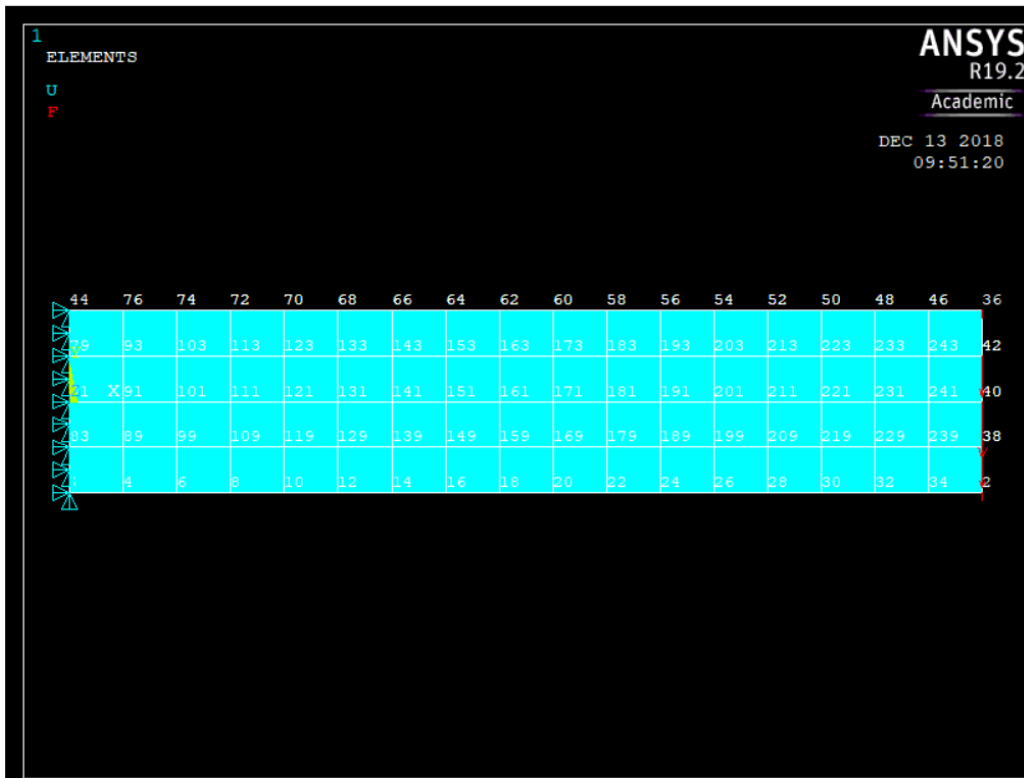 1
ELEMENTS
U
F
ANSYS
R19.2
Academic
DEC 13 2018
09:51:20
44 76 74 72 70 68 66 64 62 60 58 56 54 52 50 48 46 36
Y
79 93 103 113 123 133 143 153 163 173 183 193 203 213 223 233 243 42
X 91 101 111 121 131 141 151 161 171 181 191 201 211 221 231 241 40
83 89 99 109 119 129 139 149 159 169 179 189 199 209 219 229 239 38
4 6 8 10 12 14 16 18 20 22 24 26 28 30 32 34 2